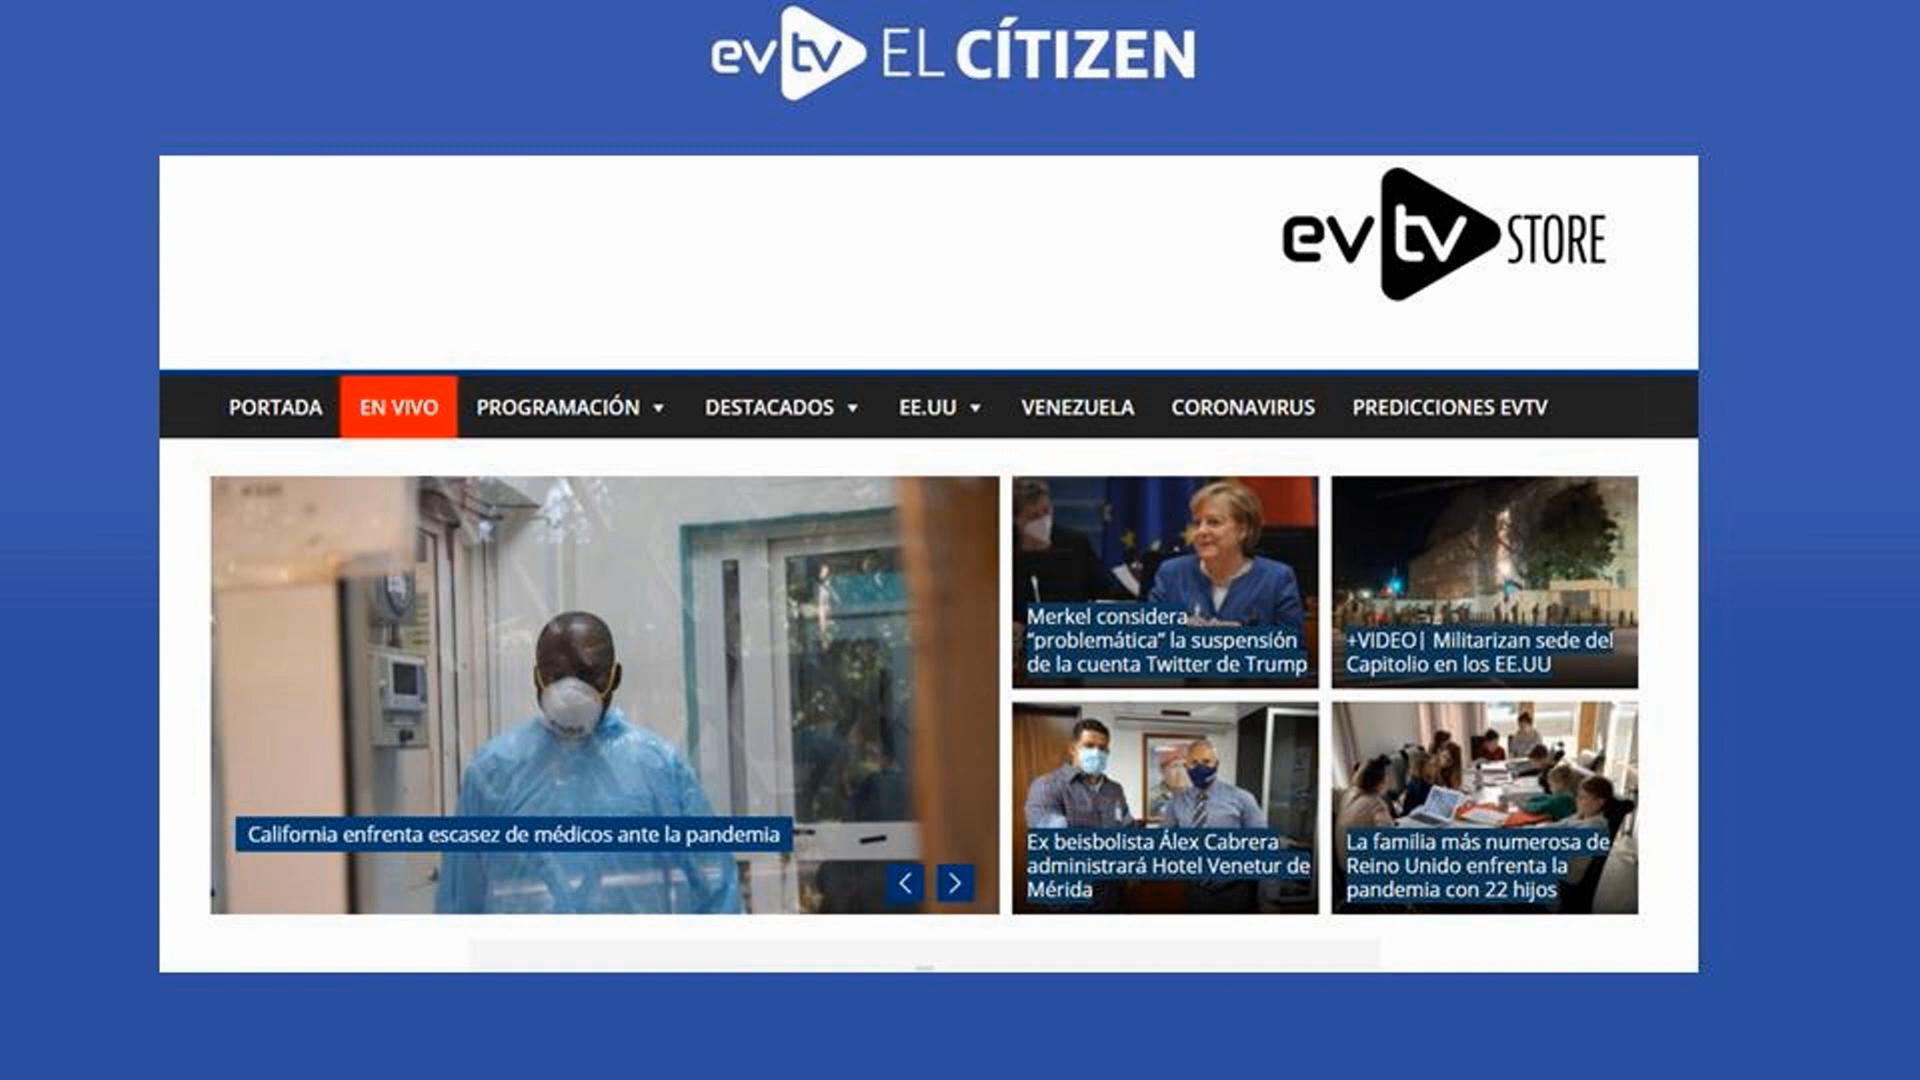 evtv EL CÍTIZEN
evtv STORE
PORTADA EN VIVO PROGRAMACIÓN DESTACADOS EE.UU VENEZUELA CORONAVIRUS PREDICCIONES EVTV
California enfrenta escasez de médicos ante la pandemia
Merkel considera
“problemática” la suspensión
de la cuenta Twitter de Trump
+VIDEO| Militarizan sede del
Capitolio en los EE.UU
Ex beisbolista Álex Cabrera
administrará Hotel Venetur de
Mérida
La familia más numerosa de
Reino Unido enfrenta la
pandemia con 22 hijos